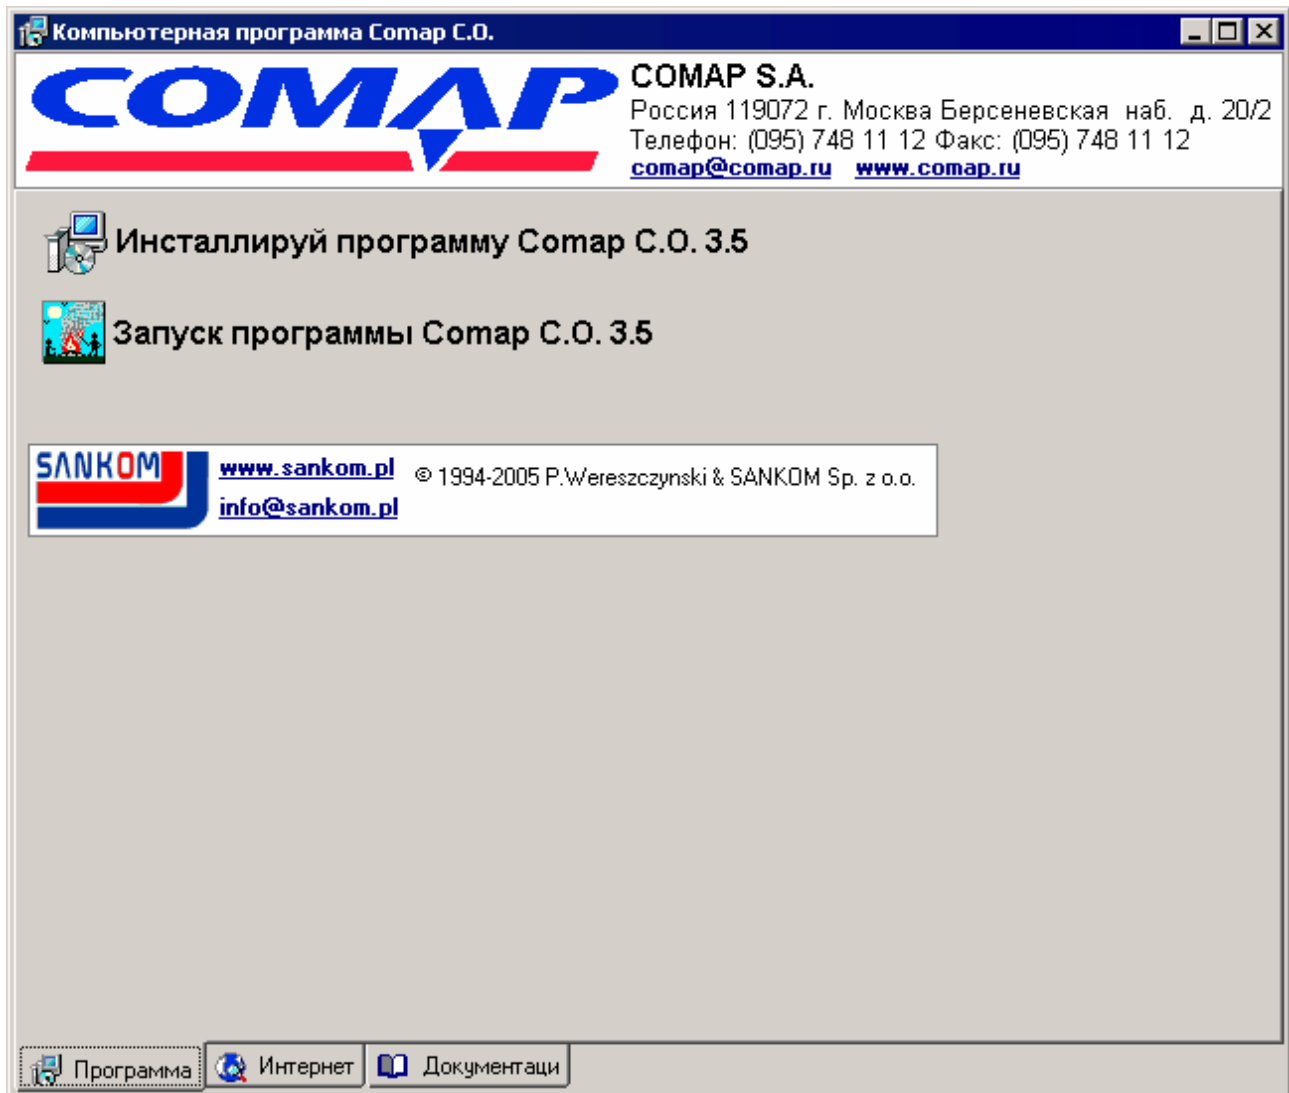 Компьютерная программа Comap C.O.
COMAP
COMAP S.A.
Россия 119072 г. Москва Берсеневская наб. д. 20/2
Телефон: (095) 748 11 12 Факс: (095) 748 11 12
comap@comap.ru www.comap.ru
Инсталлируй программу Comap C.O. 3.5
Запуск программы Comap C.O. 3.5
SANKOM
www.sankom.pl © 1994-2005 P.Wereszczynski & SANKOM Sp. z o.o.
info@sankom.pl
Программа Интернет Документаци